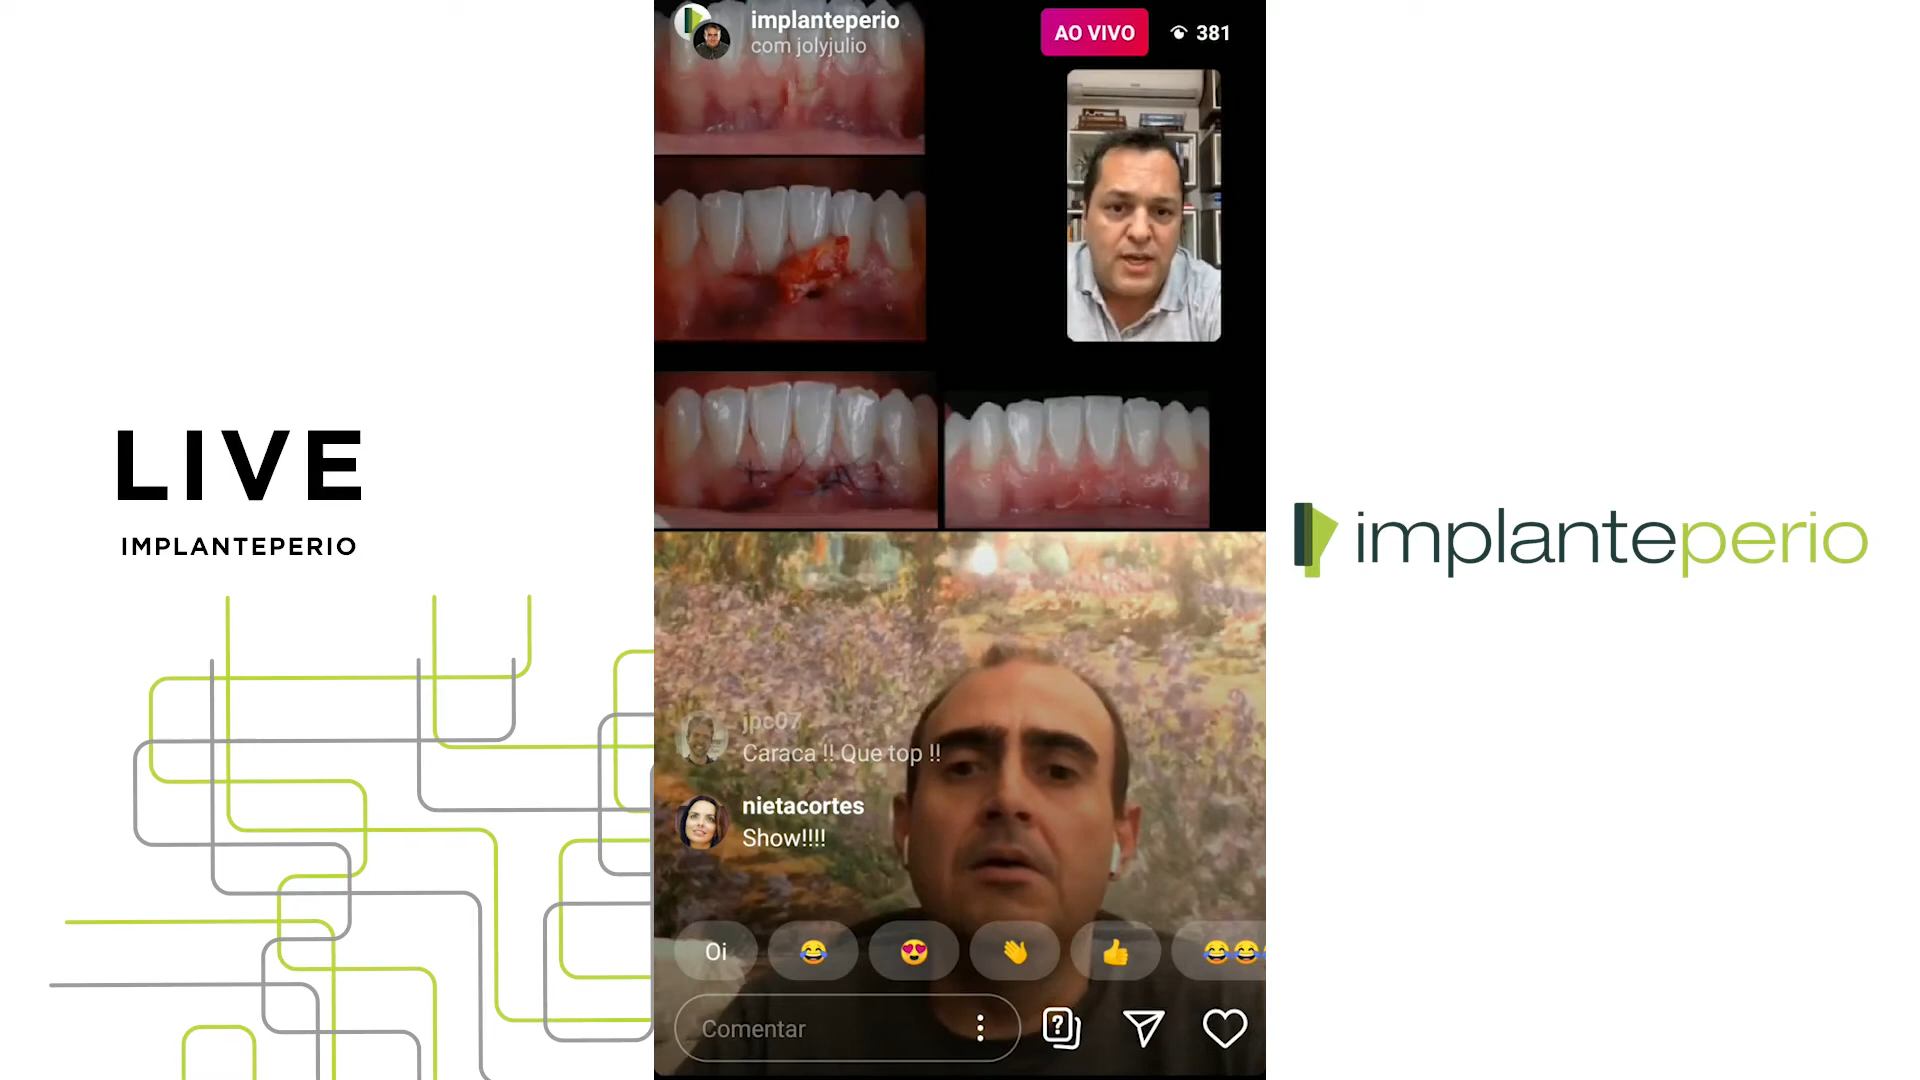 LIVE
IMPLANTEPERIO
implanteperio
com jolyjulio
AO VIVO
381
jpc07
Caraca !! Que top !!
nietacortes
Show!!!!
Oi
Comentar
?
implanteperio